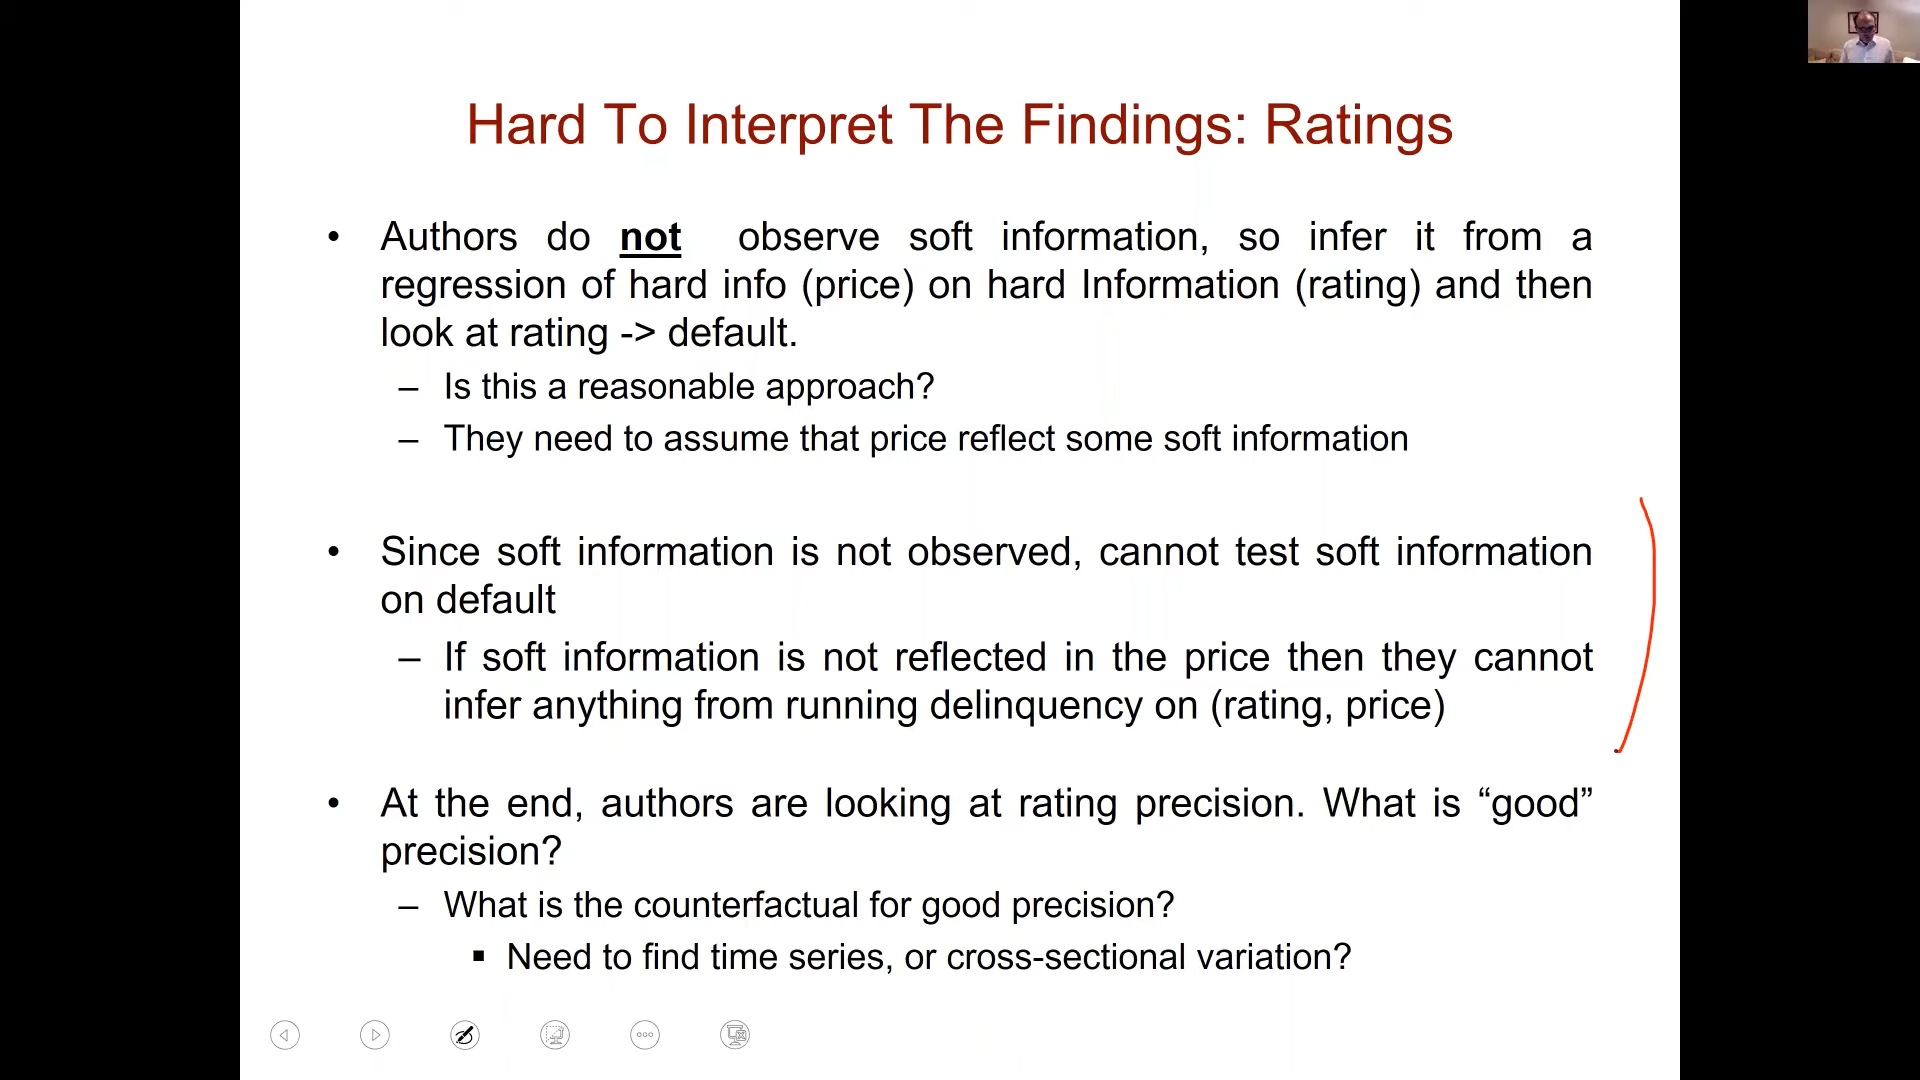 Hard To Interpret The Findings: Ratings
• Authors do not observe soft information, so infer it from a
regression of hard info (price) on hard Information (rating) and then
look at rating -> default.
– Is this a reasonable approach?
– They need to assume that price reflect some soft information
• Since soft information is not observed, cannot test soft information
on default
– If soft information is not reflected in the price then they cannot
infer anything from running delinquency on (rating, price)
• At the end, authors are looking at rating precision. What is “good”
precision?
– What is the counterfactual for good precision?
▪ Need to find time series, or cross-sectional variation?